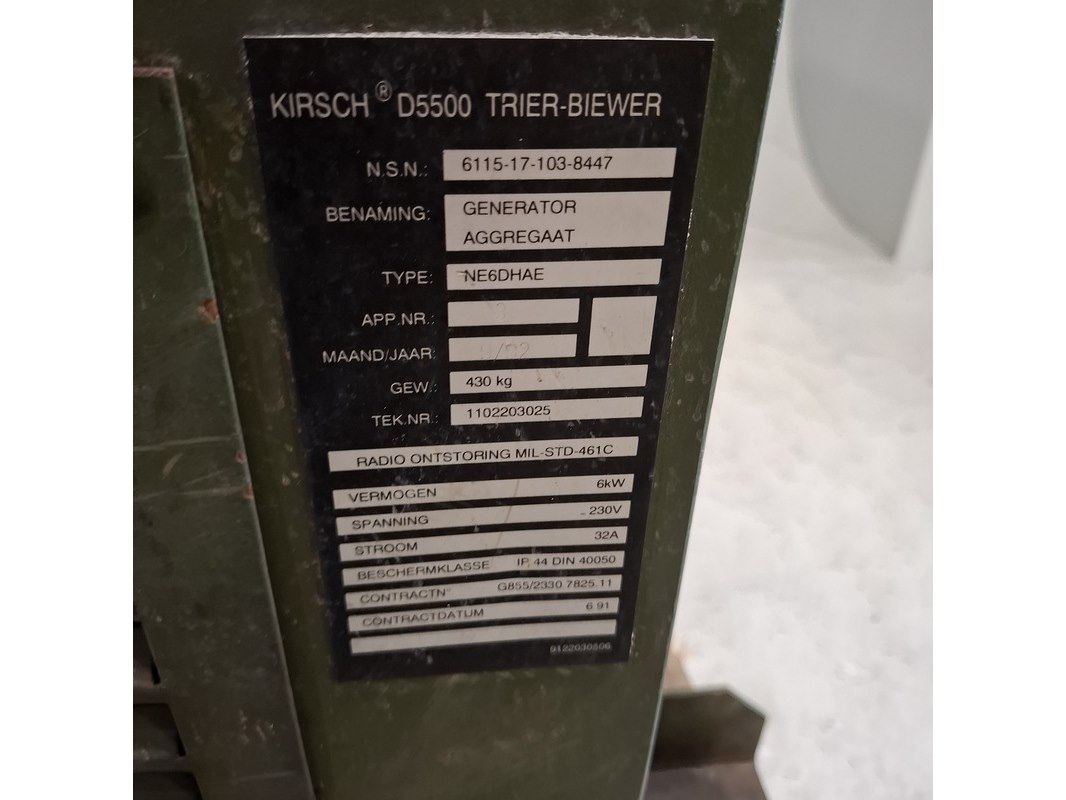 KIRSCH® D5500 TRIER-BIEWER
N.S.N.: 6115-17-103-8447
BENAMING: GENERATOR
AGGREGAAT
TYPE: NE6DHAE
APP.NR.:
MAAND/JAAR: 9/92
GEW.: 430 kg
TEK.NR.: 1102203025
RADIO ONTSTORING MIL-STD-461C
VERMOGEN 6kW
SPANNING 230V
STROOM 32A
BESCHERMKLASSE IP 44 DIN 40050
CONTRACTN° G855/2330.7825.11
CONTRACTDATUM 6 91
9122030506